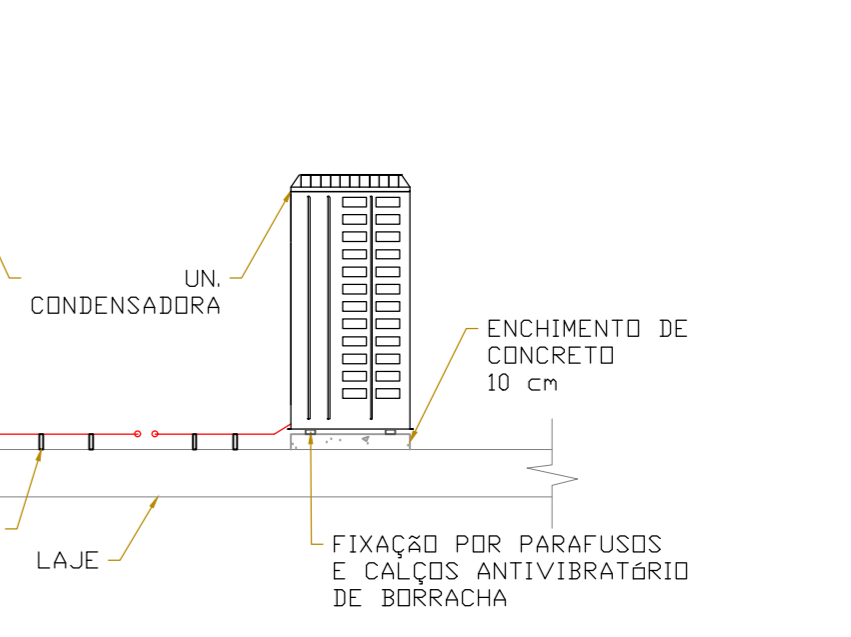 UN.
CONDENSADORA
ENCHIMENTO DE
CONCRETO
10 cm
LAJE
FIXAÇãO POR PARAFUSOS
E CALÇOS ANTIVIBRATóRIO
DE BORRACHA